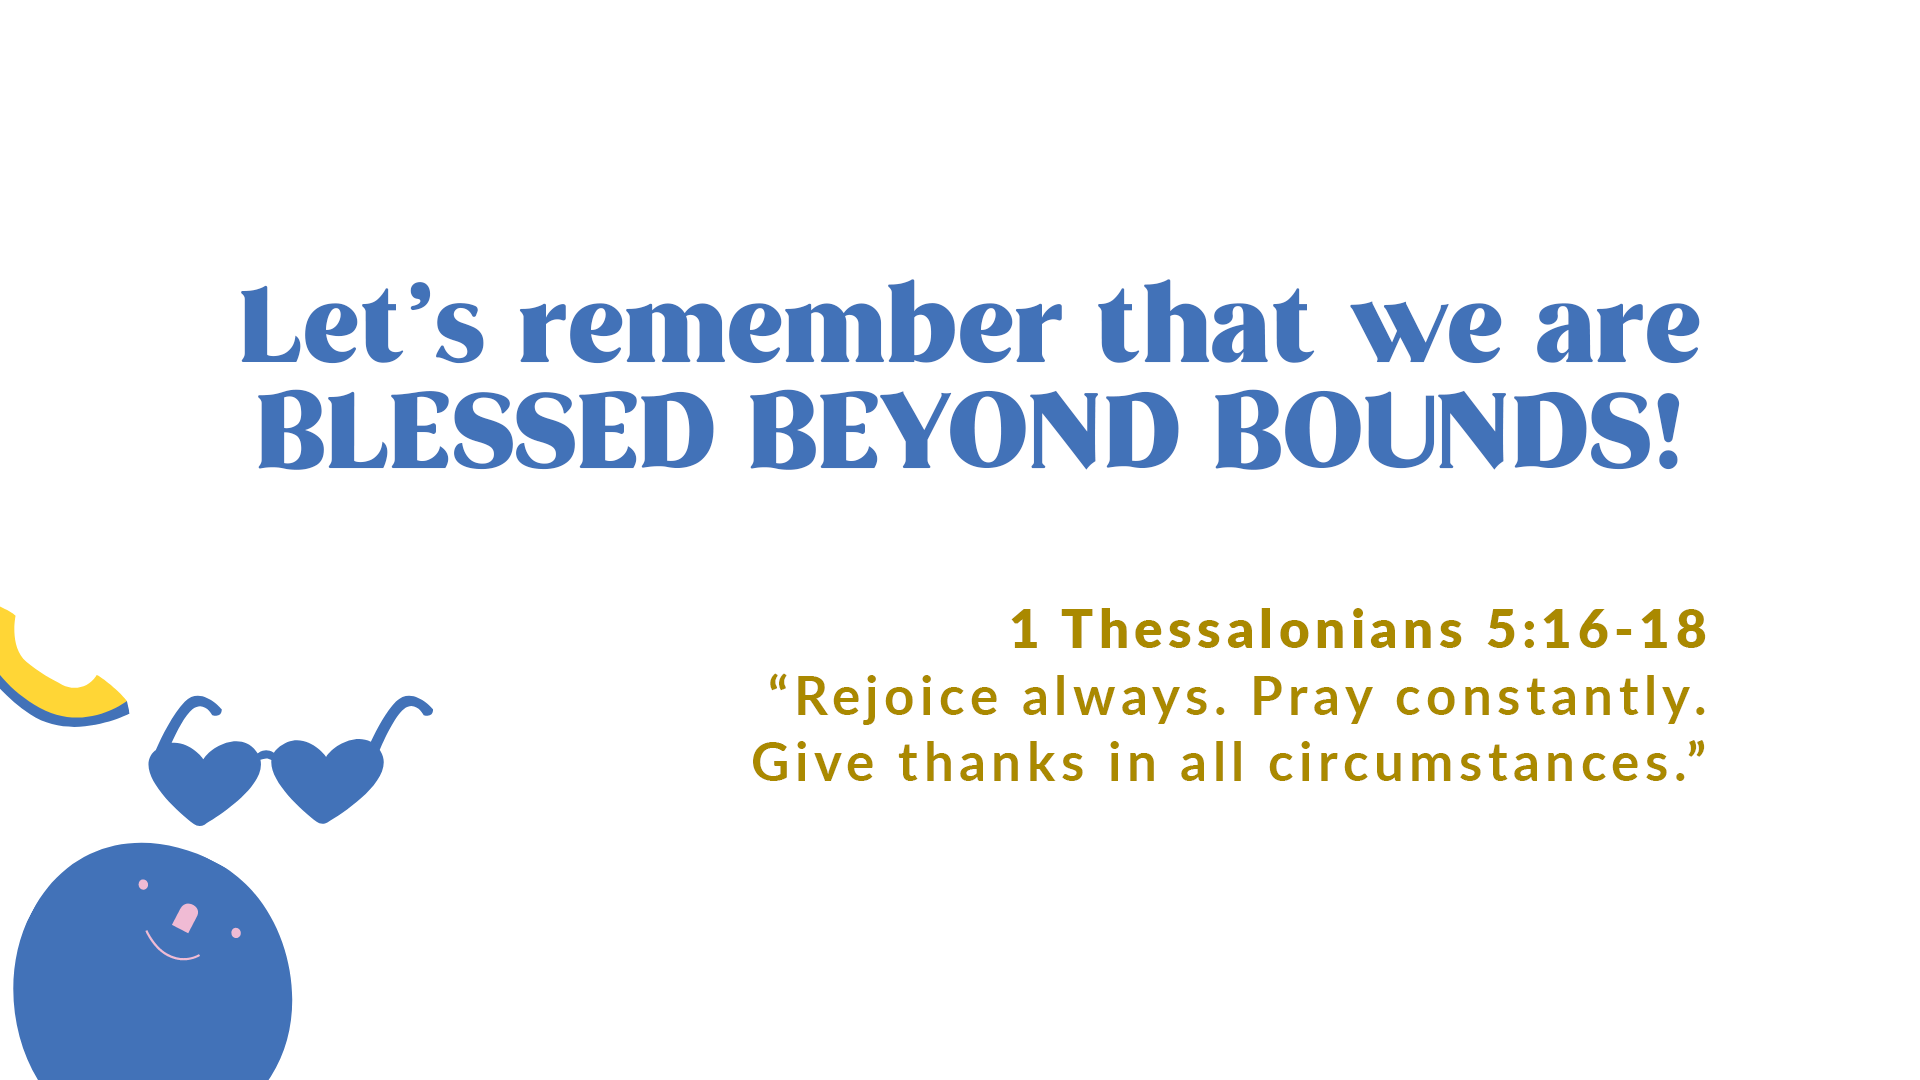 Let’s remember that we are
BLESSED BEYOND BOUNDS!
1 Thessalonians 5:16-18
“Rejoice always. Pray constantly.
Give thanks in all circumstances.”